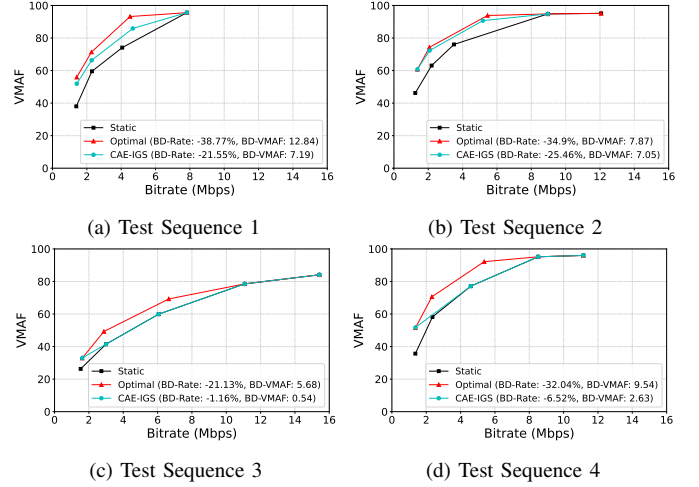 100
80
60
40
20
0
VMAF
Static
Optimal (BD-Rate: -38.77%, BD-VMAF: 12.84)
CAE-IGS (BD-Rate: -21.55%, BD-VMAF: 7.19)
0 2 4 6 8 10 12 14 16
Bitrate (Mbps)
(a) Test Sequence 1
100
80
60
40
20
0
VMAF
Static
Optimal (BD-Rate: -34.9%, BD-VMAF: 7.87)
CAE-IGS (BD-Rate: -25.46%, BD-VMAF: 7.05)
0 2 4 6 8 10 12 14 16
Bitrate (Mbps)
(b) Test Sequence 2
100
80
60
40
20
0
VMAF
Static
Optimal (BD-Rate: -21.13%, BD-VMAF: 5.68)
CAE-IGS (BD-Rate: -1.16%, BD-VMAF: 0.54)
0 2 4 6 8 10 12 14 16
Bitrate (Mbps)
(c) Test Sequence 3
100
80
60
40
20
0
VMAF
Static
Optimal (BD-Rate: -32.04%, BD-VMAF: 9.54)
CAE-IGS (BD-Rate: -6.52%, BD-VMAF: 2.63)
0 2 4 6 8 10 12 14 16
Bitrate (Mbps)
(d) Test Sequence 4